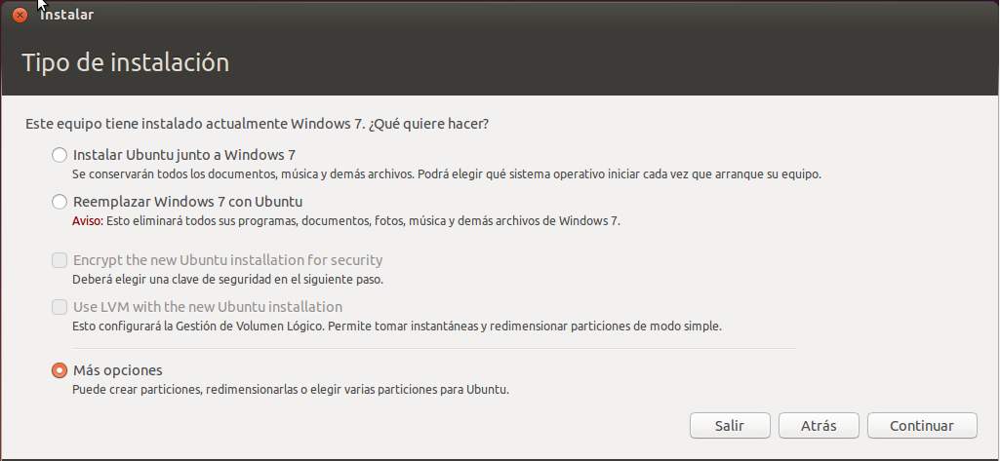 Instalar
Tipo de instalación
Este equipo tiene instalado actualmente Windows 7. ¿Qué quiere hacer?
Instalar Ubuntu junto a Windows 7
Se conservarán todos los documentos, música y demás archivos. Podrá elegir qué sistema operativo iniciar cada vez que arranque su equipo.
Reemplazar Windows 7 con Ubuntu
Aviso: Esto eliminará todos sus programas, documentos, fotos, música y demás archivos de Windows 7.
Encrypt the new Ubuntu installation for security
Deberá elegir una clave de seguridad en el siguiente paso.
Use LVM with the new Ubuntu installation
Esto configurará la Gestión de Volumen Lógico. Permite tomar instantáneas y redimensionar particiones de modo simple.
Más opciones
Puede crear particiones, redimensionarlas o elegir varias particiones para Ubuntu.
Salir Atrás Continuar